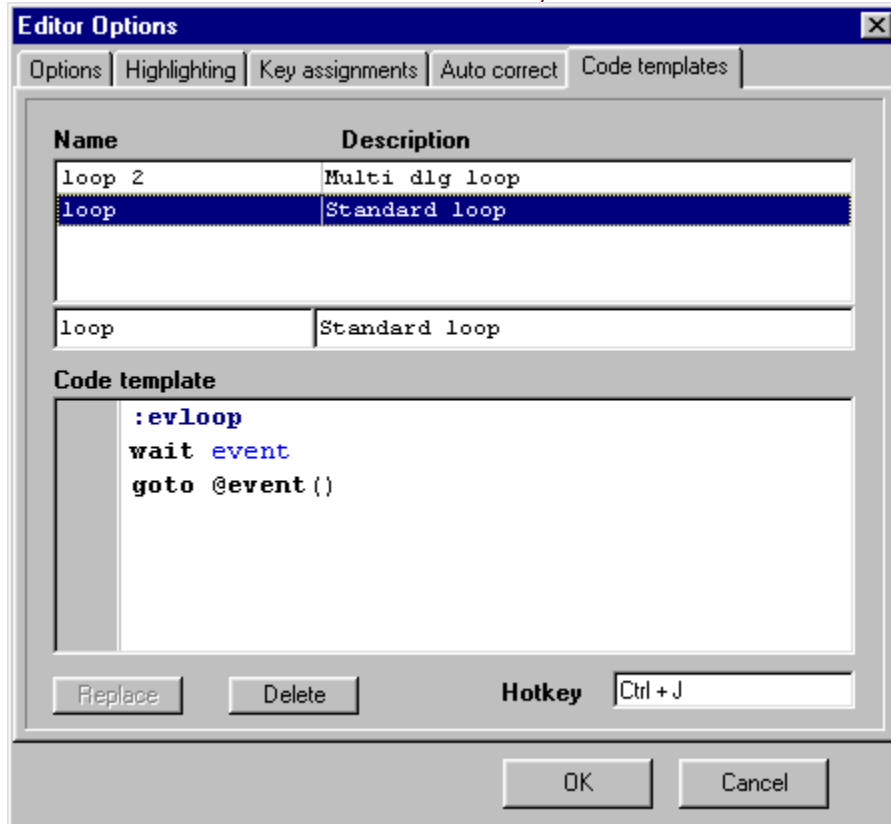 Editor Options
Options Highlighting Key assignments Auto correct Code templates
Name Description
loop 2 Multi dlg loop
loop Standard loop
loop Standard loop
Code template
:evloop
wait event
goto @event()
Replace Delete Hotkey Ctrl + J
OK Cancel